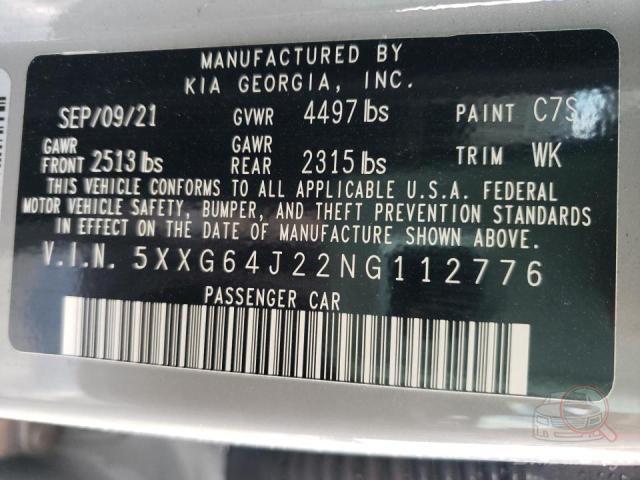 MANUFACTURED BY
KIA GEORGIA, INC.
SEP/09/21 GVWR 4497 lbs PAINT C7S
GAWR FRONT 2513 lbs GAWR REAR 2315 lbs TRIM WK
THIS VEHICLE CONFORMS TO ALL APPLICABLE U.S.A. FEDERAL
MOTOR VEHICLE SAFETY, BUMPER, AND THEFT PREVENTION STANDARDS
IN EFFECT ON THE DATE OF MANUFACTURE SHOWN ABOVE.
V.I.N. 5XXG64J22NG112776
PASSENGER CAR